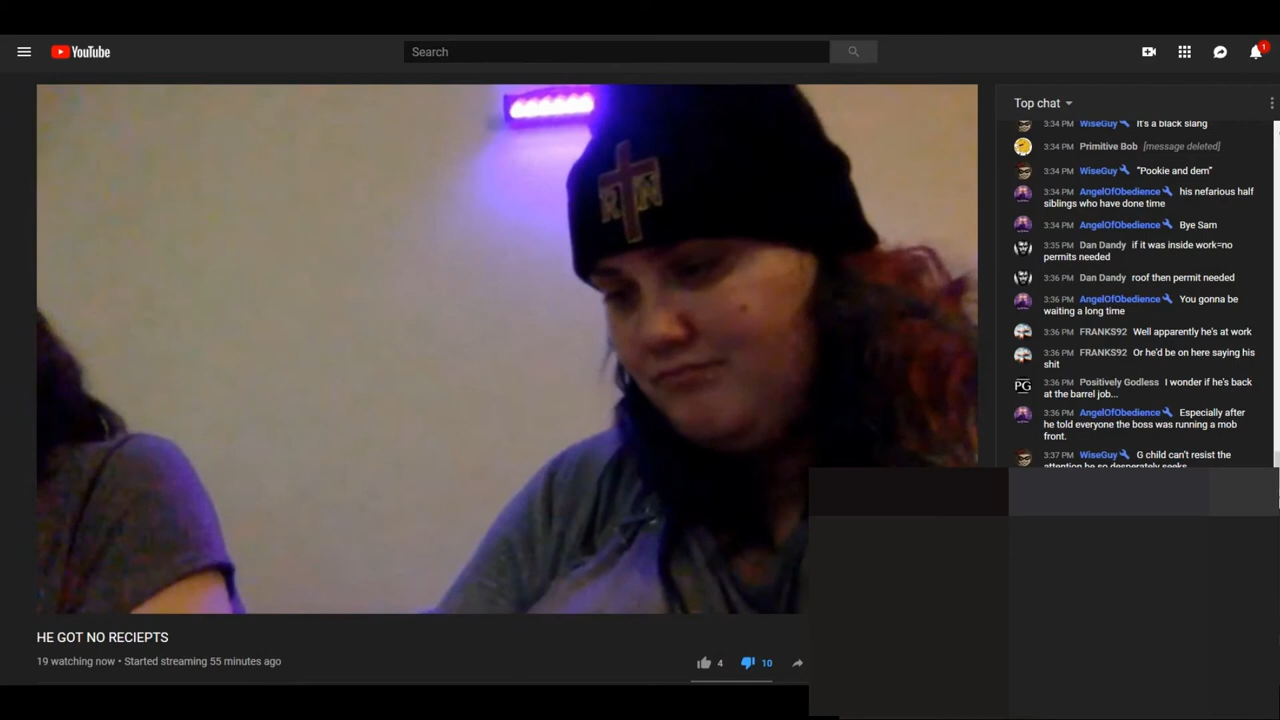 YouTube
Search
1
Top chat
3:34 PM WiseGuy It's a black slang
3:34 PM Primitive Bob [message deleted]
3:34 PM WiseGuy "Pookie and dem"
3:34 PM AngelOfObedience his nefarious half
siblings who have done time
3:34 PM AngelOfObedience Bye Sam
3:35 PM Dan Dandy if it was inside work=no
permits needed
3:36 PM Dan Dandy roof then permit needed
3:36 PM AngelOfObedience You gonna be
waiting a long time
3:36 PM FRANKS92 Well apparently he's at work
3:36 PM FRANKS92 Or he'd be on here saying his
shit
PG 3:36 PM Positively Godless I wonder if he's back
at the barrel job...
3:36 PM AngelOfObedience Especially after
he told everyone the boss was running a mob
front.
3:37 PM WiseGuy G child can't resist the
attention he so desperately seeks
HE GOT NO RECIEPTS
19 watching now • Started streaming 55 minutes ago
4
10